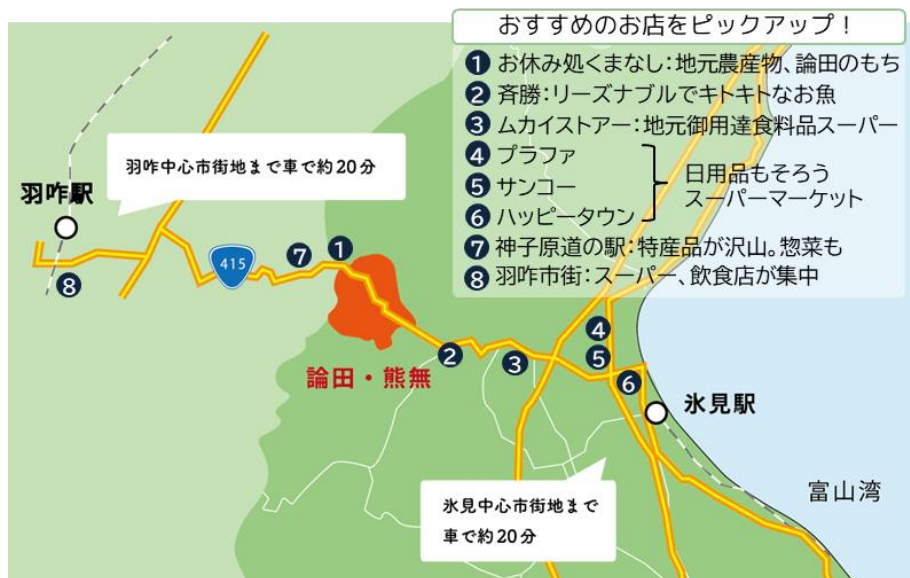 おすすめのお店をピックアップ！
❶ お休み処くまなし：地元農産物、論田のもち
❷ 斉勝：リーズナブルでキトキトなお魚
❸ ムカイストアー：地元御用達食料品スーパー
❹ プラファ
❺ サンコー
❻ ハッピータウン
日用品もそろう
スーパーマーケット
❼ 神子原道の駅：特産品が沢山。惣菜も
❽ 羽咋市街：スーパー、飲食店が集中
羽咋中心市街地まで車で約20分
羽咋駅
415
❼
❶
❽
論田・熊無
❷
❸
❹
❺
❻
氷見駅
富山湾
氷見中心市街地まで
車で約20分